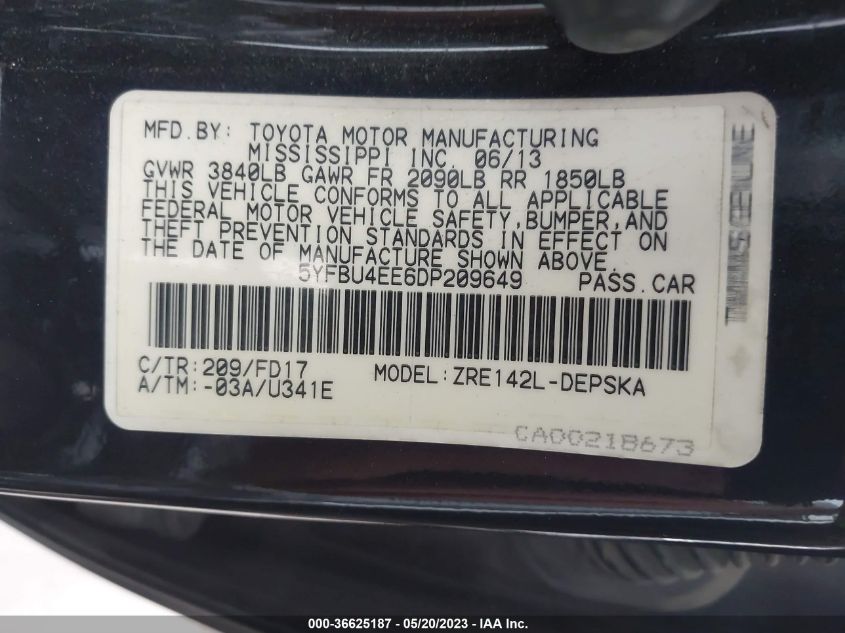 MFD.BY: TOYOTA MOTOR MANUFACTURING
MISSISSIPPI INC. 06/13
GVWR 3840LB GAWR FR 2090LB RR 1850LB
THIS VEHICLE CONFORMS TO ALL APPLICABLE
FEDERAL MOTOR VEHICLE SAFETY,BUMPER,AND
THEFT PREVENTION STANDARDS IN EFFECT ON
THE DATE OF MANUFACTURE SHOWN ABOVE.
5YFBU4EE6DP209649 PASS.CAR
C/TR:209/FD17 MODEL:ZRE142L-DEPSKA
A/TM:-03A/U341E
CA00218673
000-36625187 - 05/20/2023 - IAA Inc.